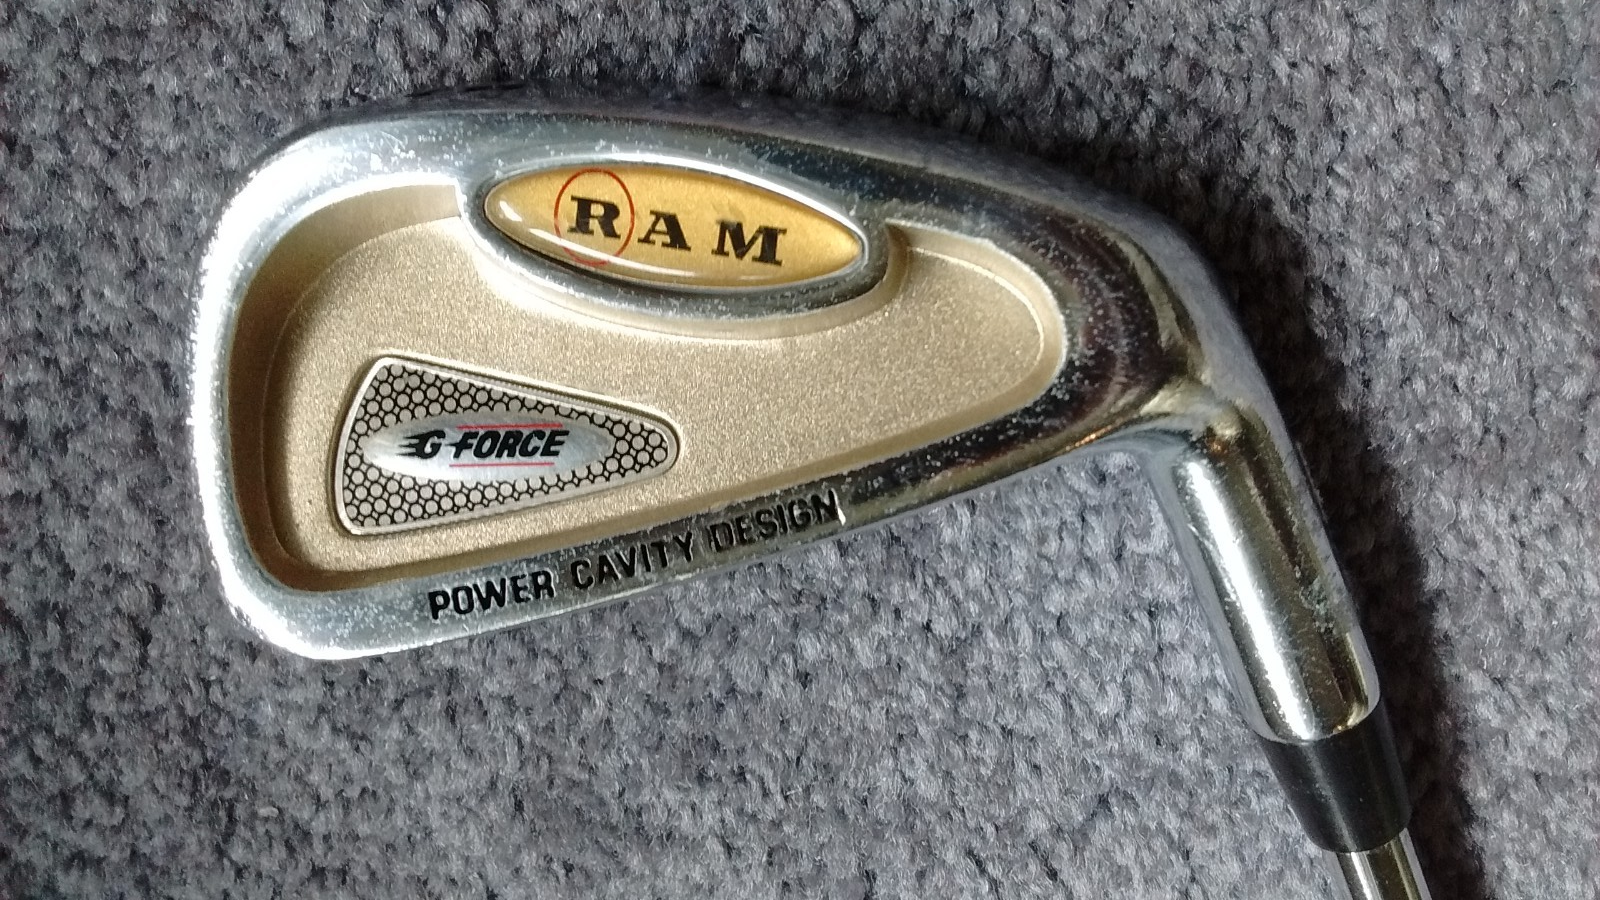 RAM
G FORCE
POWER CAVITY DESIGN